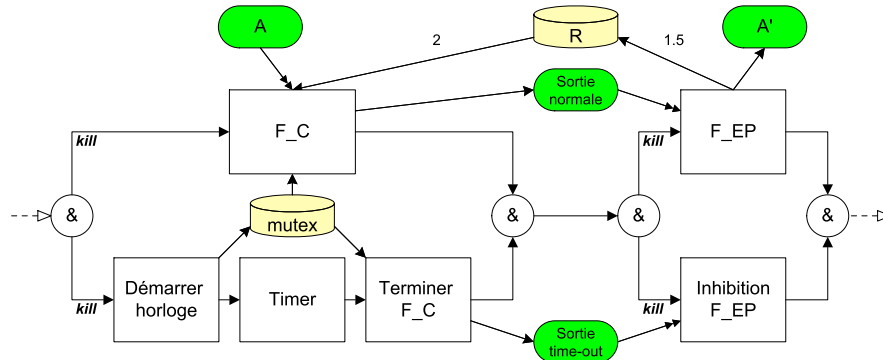 A
R
A'
2
1.5
Sortie
normale
F_C
F_EP
kill
kill
&
mutex
&
&
&
Démarrer
horloge
Timer
Terminer
F_C
Inhibition
F_EP
kill
kill
Sortie
time-out